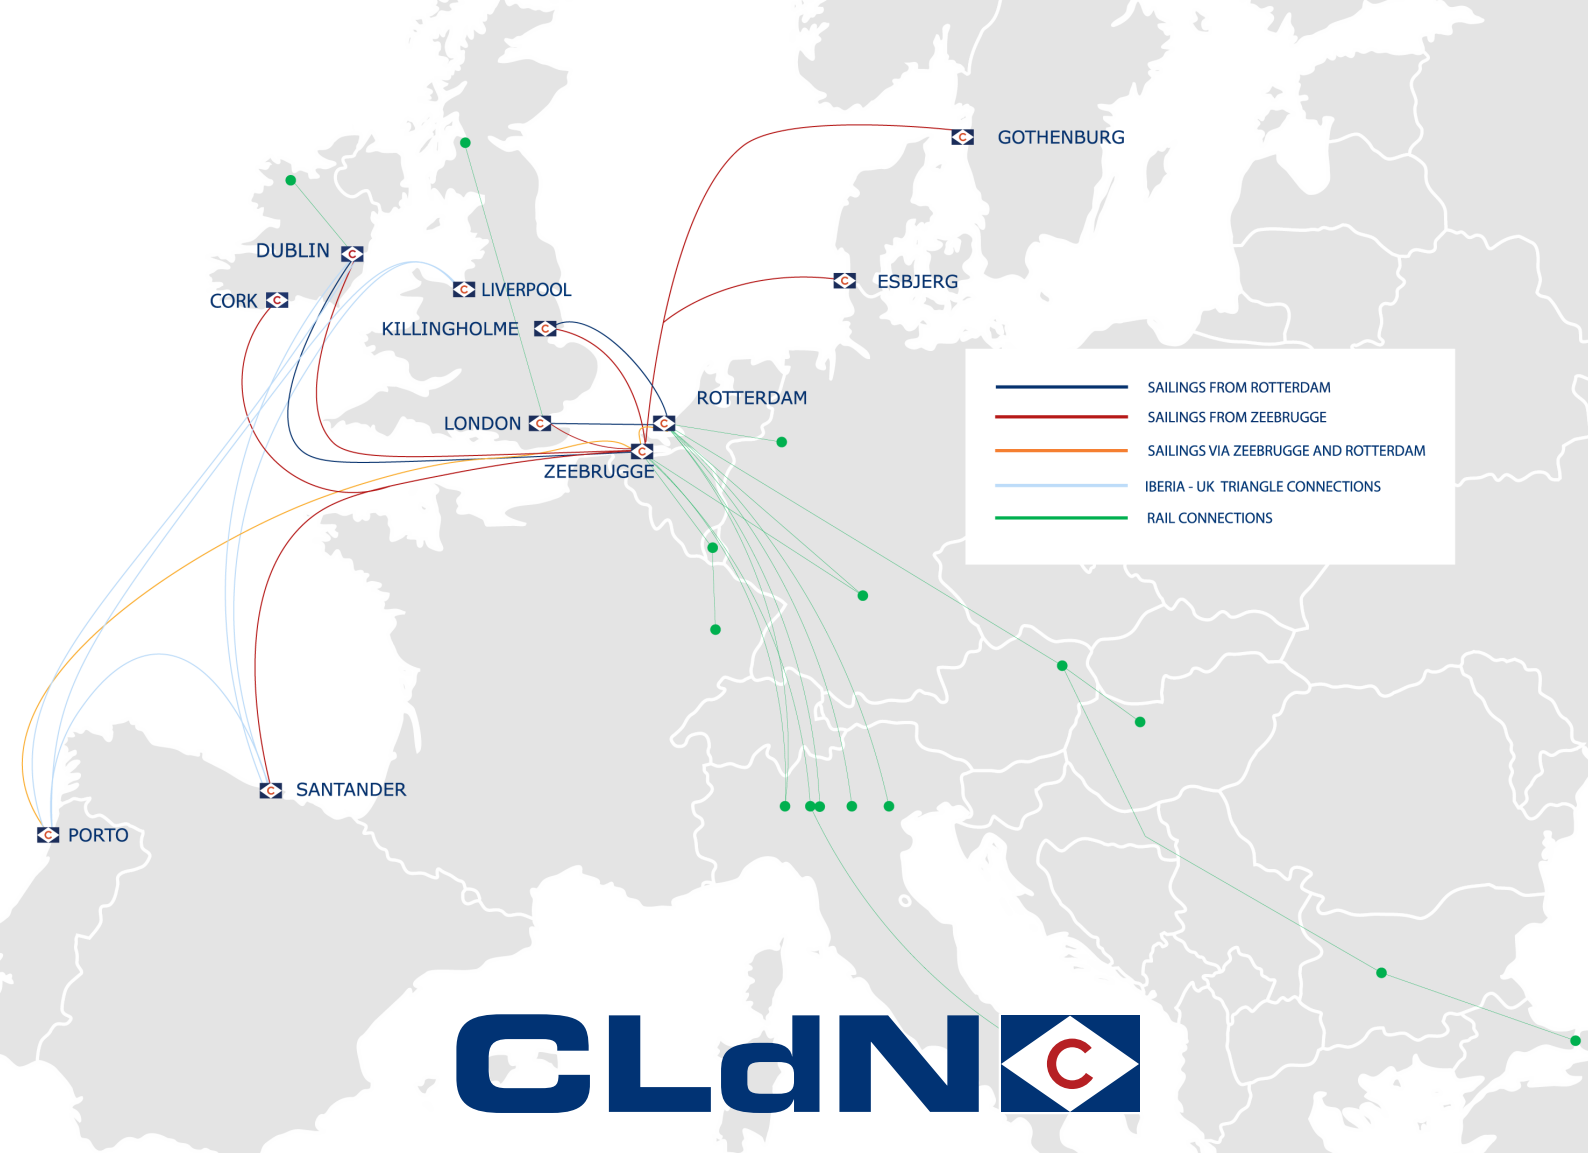 GOTHENBURG
DUBLIN
ESBJERG
LIVERPOOL
CORK
KILLINGHOLME
ROTTERDAM
LONDON
ZEEBRUGGE
SAILINGS FROM ROTTERDAM
SAILINGS FROM ZEEBRUGGE
SAILINGS VIA ZEEBRUGGE AND ROTTERDAM
IBERIA - UK TRIANGLE CONNECTIONS
RAIL CONNECTIONS
SANTANDER
PORTO
CLdN C